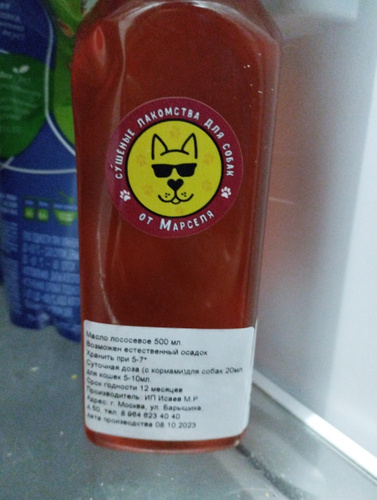 СУШЕНЫЕ ЛАКОМСТВА ДЛЯ СОБАК
ОТ МАРСЕЛЯ
Масло лососевое 500 мл.
Возможен естественный осадок
Хранить при 5-7*
Суточная доза (с кормами)для собак 20мл
для кошек 5-10мл.
Срок годности 12 месяцев
Производитель: ИП Исаев М.Р
Адрес: г. Москва, ул. Барышиха,
д.50, тел. 8 964 623 40 40
Дата производства 08.10.2023